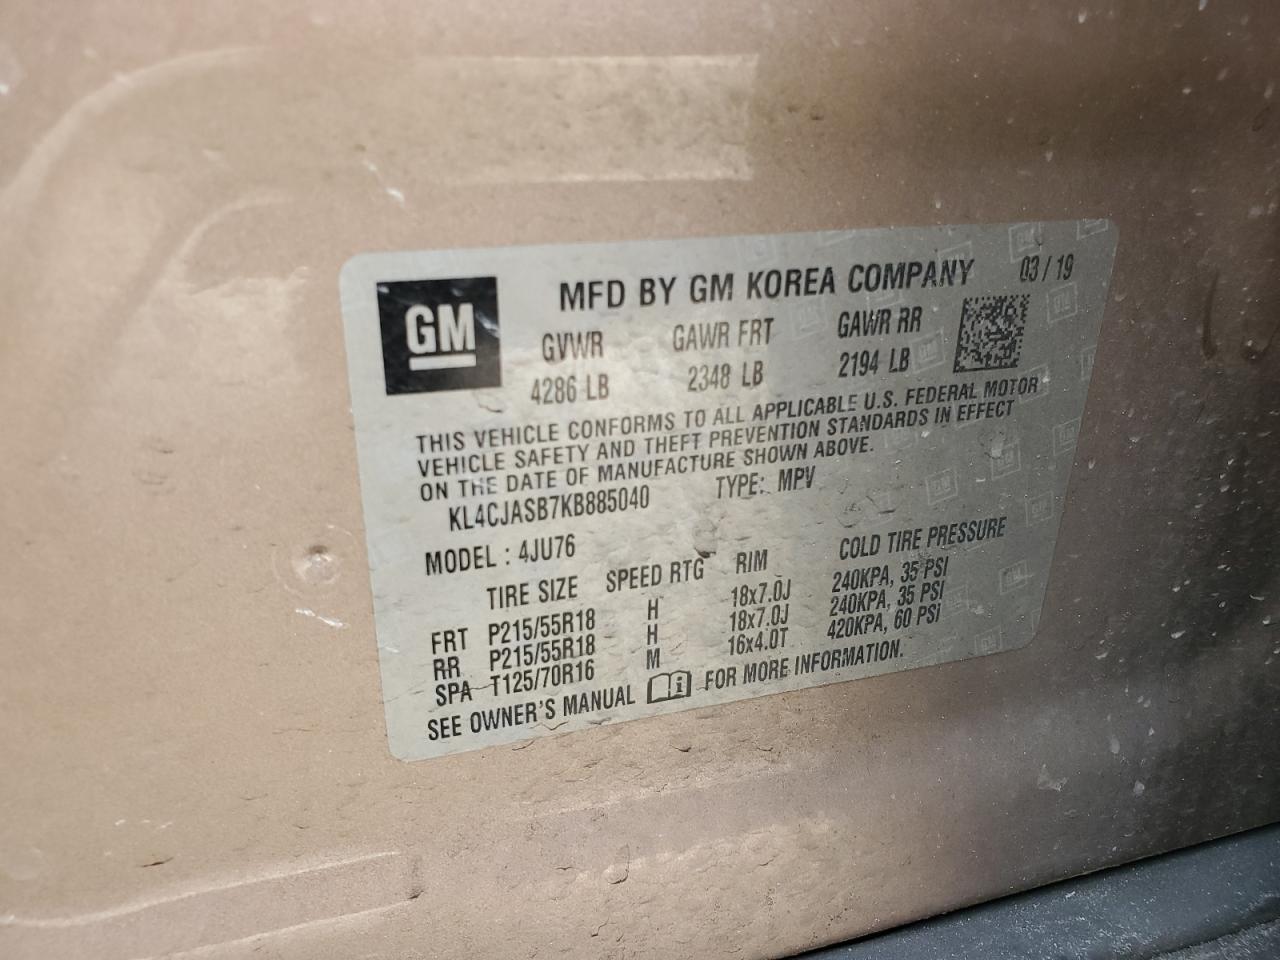 GM
MFD BY GM KOREA COMPANY 03/19
GVWR GAWR FRT GAWR RR
4286 LB 2348 LB 2194 LB
THIS VEHICLE CONFORMS TO ALL APPLICABLE U.S. FEDERAL MOTOR
VEHICLE SAFETY AND THEFT PREVENTION STANDARDS IN EFFECT
ON THE DATE OF MANUFACTURE SHOWN ABOVE.
KL4CJASB7KB885040 TYPE: MPV
MODEL : 4JU76
TIRE SIZE SPEED RTG RIM COLD TIRE PRESSURE
FRT P215/55R18 H 18x7.0J 240KPA, 35 PSI
RR P215/55R18 H 18x7.0J 240KPA, 35 PSI
SPA T125/70R16 M 16x4.0T 420KPA, 60 PSI
SEE OWNER'S MANUAL FOR MORE INFORMATION.